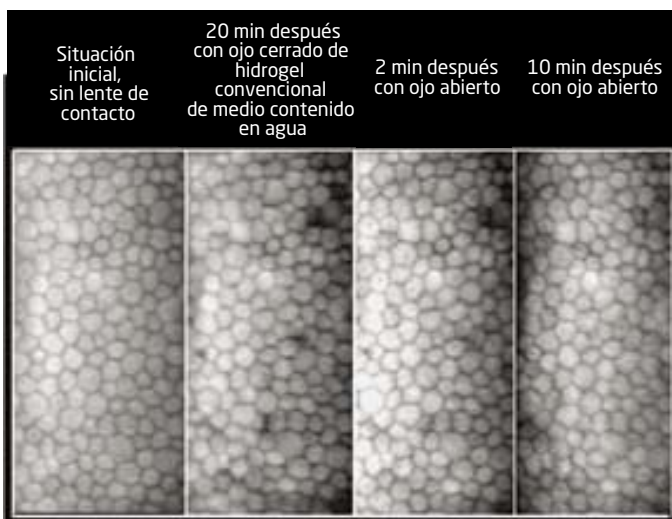 Situación
inicial,
sin lente de
contacto
20 min después
con ojo cerrado de
hidrogel
convencional
de medio contenido
en agua
2 min después
con ojo abierto
10 min después
con ojo abierto